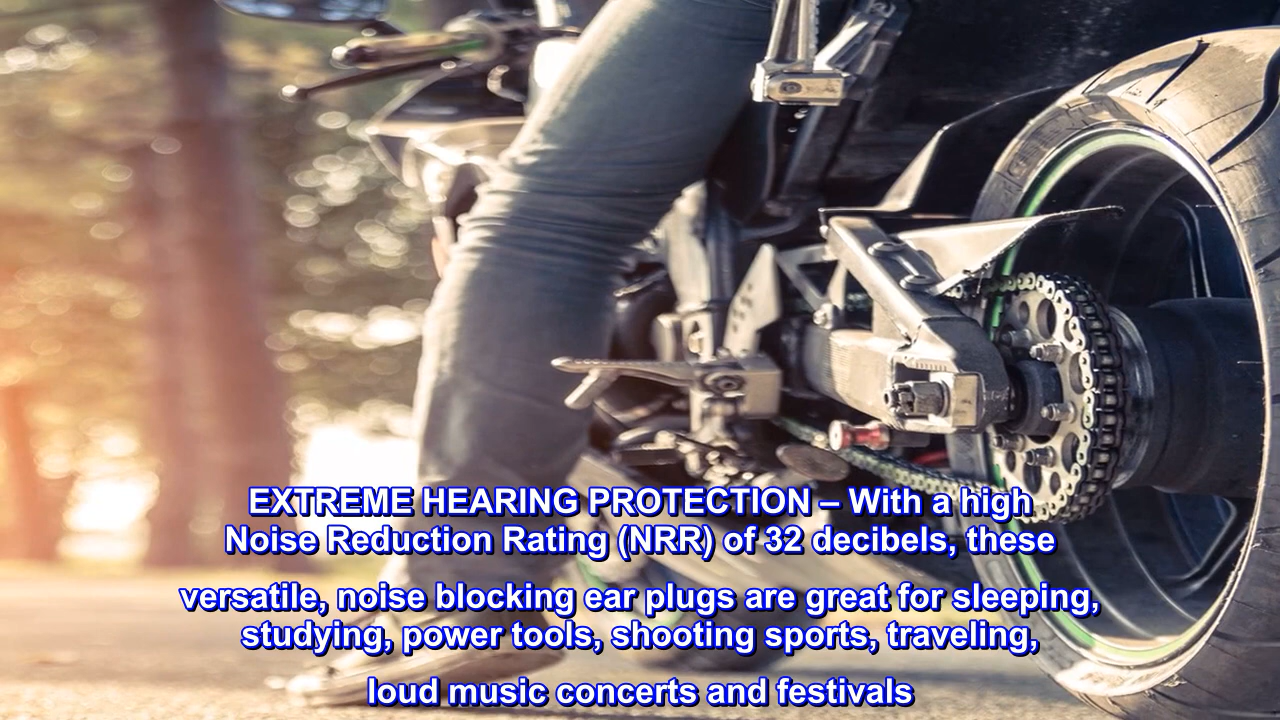 EXTREME HEARING PROTECTION – With a high
Noise Reduction Rating (NRR) of 32 decibels, these
versatile, noise blocking ear plugs are great for sleeping,
studying, power tools, shooting sports, traveling,
loud music concerts and festivals